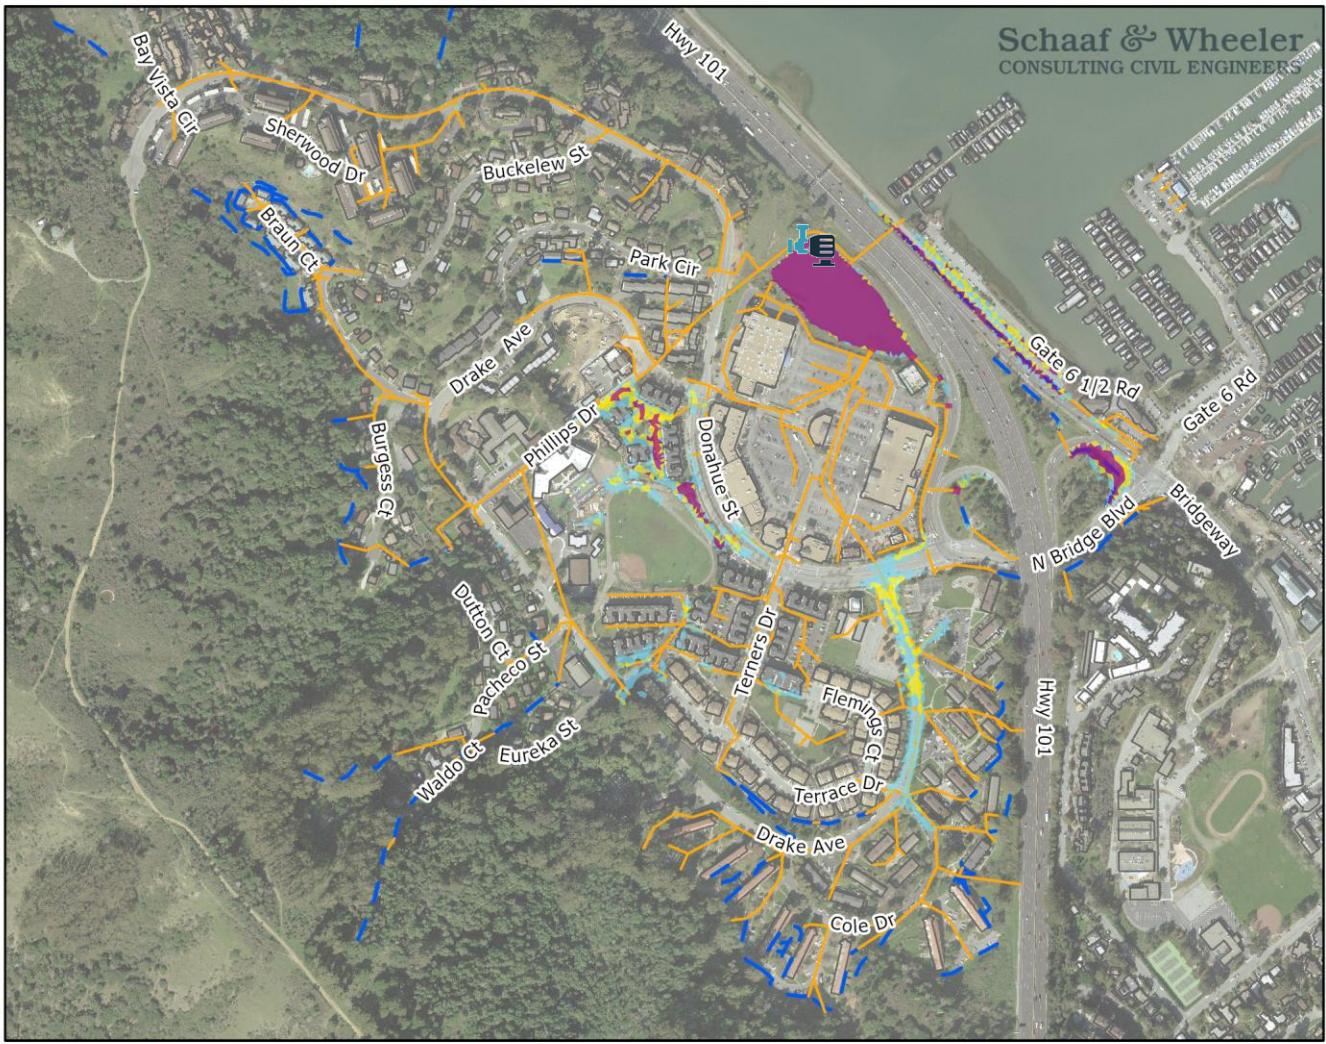 Schaaf & Wheeler
CONSULTING CIVIL ENGINEERS
Hwy 101
Bay Vista Cir
Sherwood Dr
Buckelew St
Braun Ct
Park Cir
Drake Ave
Gate 6 1/2 Rd
Gate 6 Rd
Phillips Dr
Donahue St
Burgess Ct
N Bridge Blvd
Bridgeway
Dutton Ct
Pacheco St
Terners Dr
Flemings Ct
Hwy 101
Waldo Ct
Eureka St
Terrace Dr
Drake Ave
Cole Dr